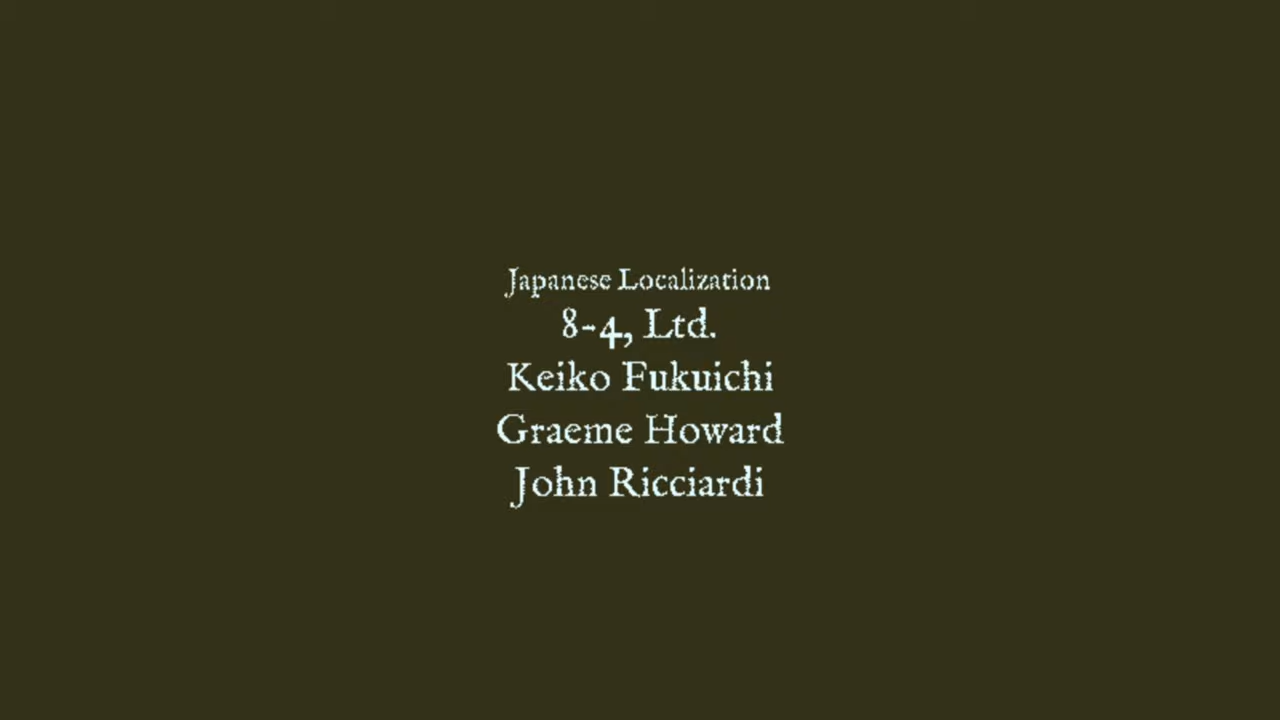 Japanese Localization
8-4, Ltd.
Keiko Fukuichi
Graeme Howard
John Ricciardi